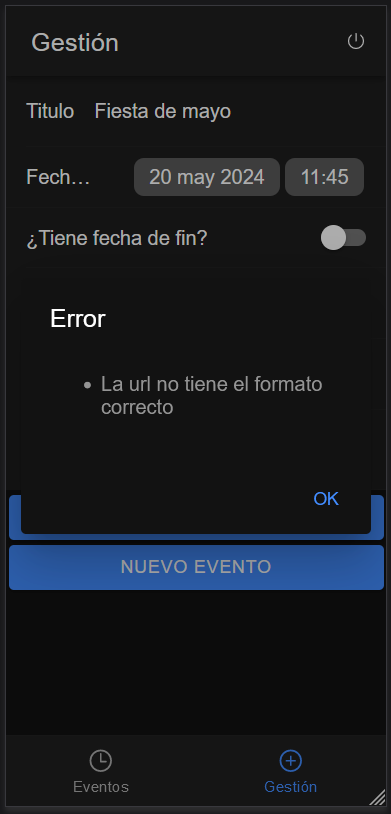 Gestión
Titulo Fiesta de mayo
Fech... 20 may 2024 11:45
¿Tiene fecha de fin?
Error
• La url no tiene el formato
correcto
OK
NUEVO EVENTO
Eventos Gestión